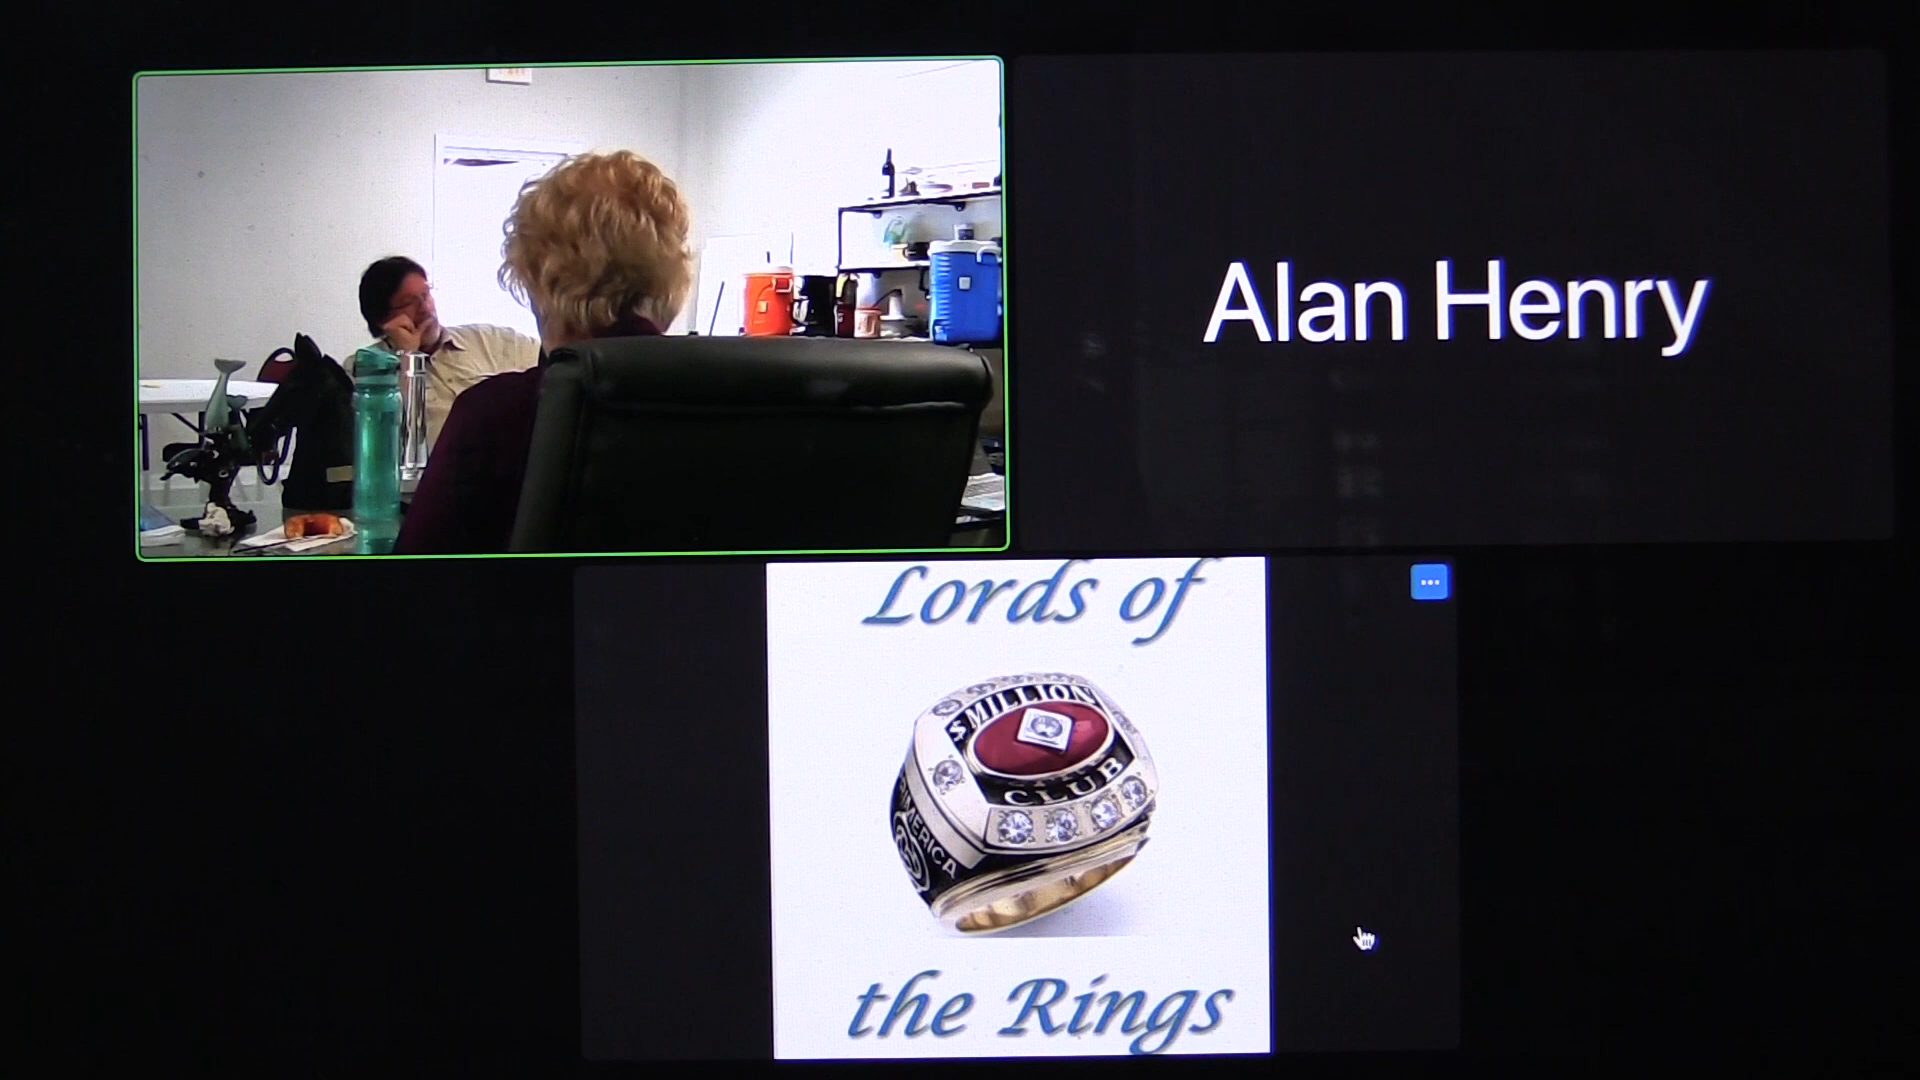 Alan Henry
Lords of
$ MILLION
CLUB
AMERICA
the Rings